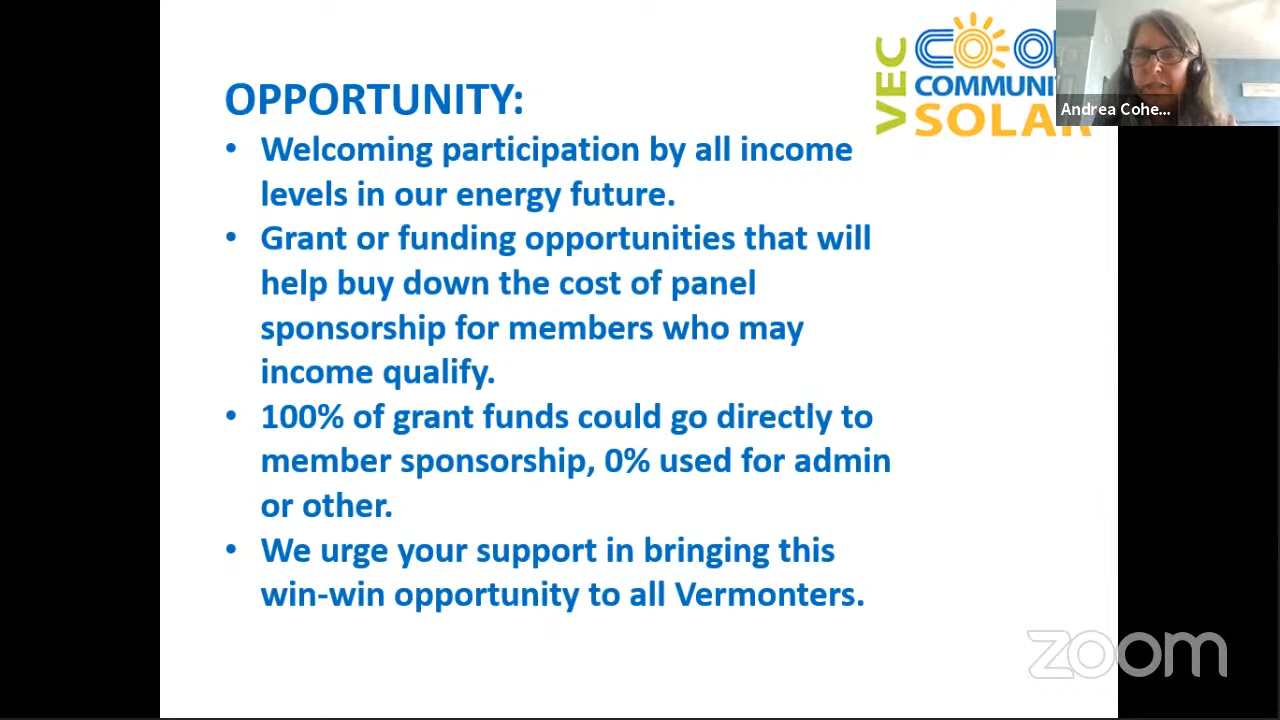 VEC
CO-O
COMMUNI
SOLAR
Andrea Cohe...
OPPORTUNITY:
• Welcoming participation by all income
levels in our energy future.
• Grant or funding opportunities that will
help buy down the cost of panel
sponsorship for members who may
income qualify.
• 100% of grant funds could go directly to
member sponsorship, 0% used for admin
or other.
• We urge your support in bringing this
win-win opportunity to all Vermonters.
zoom